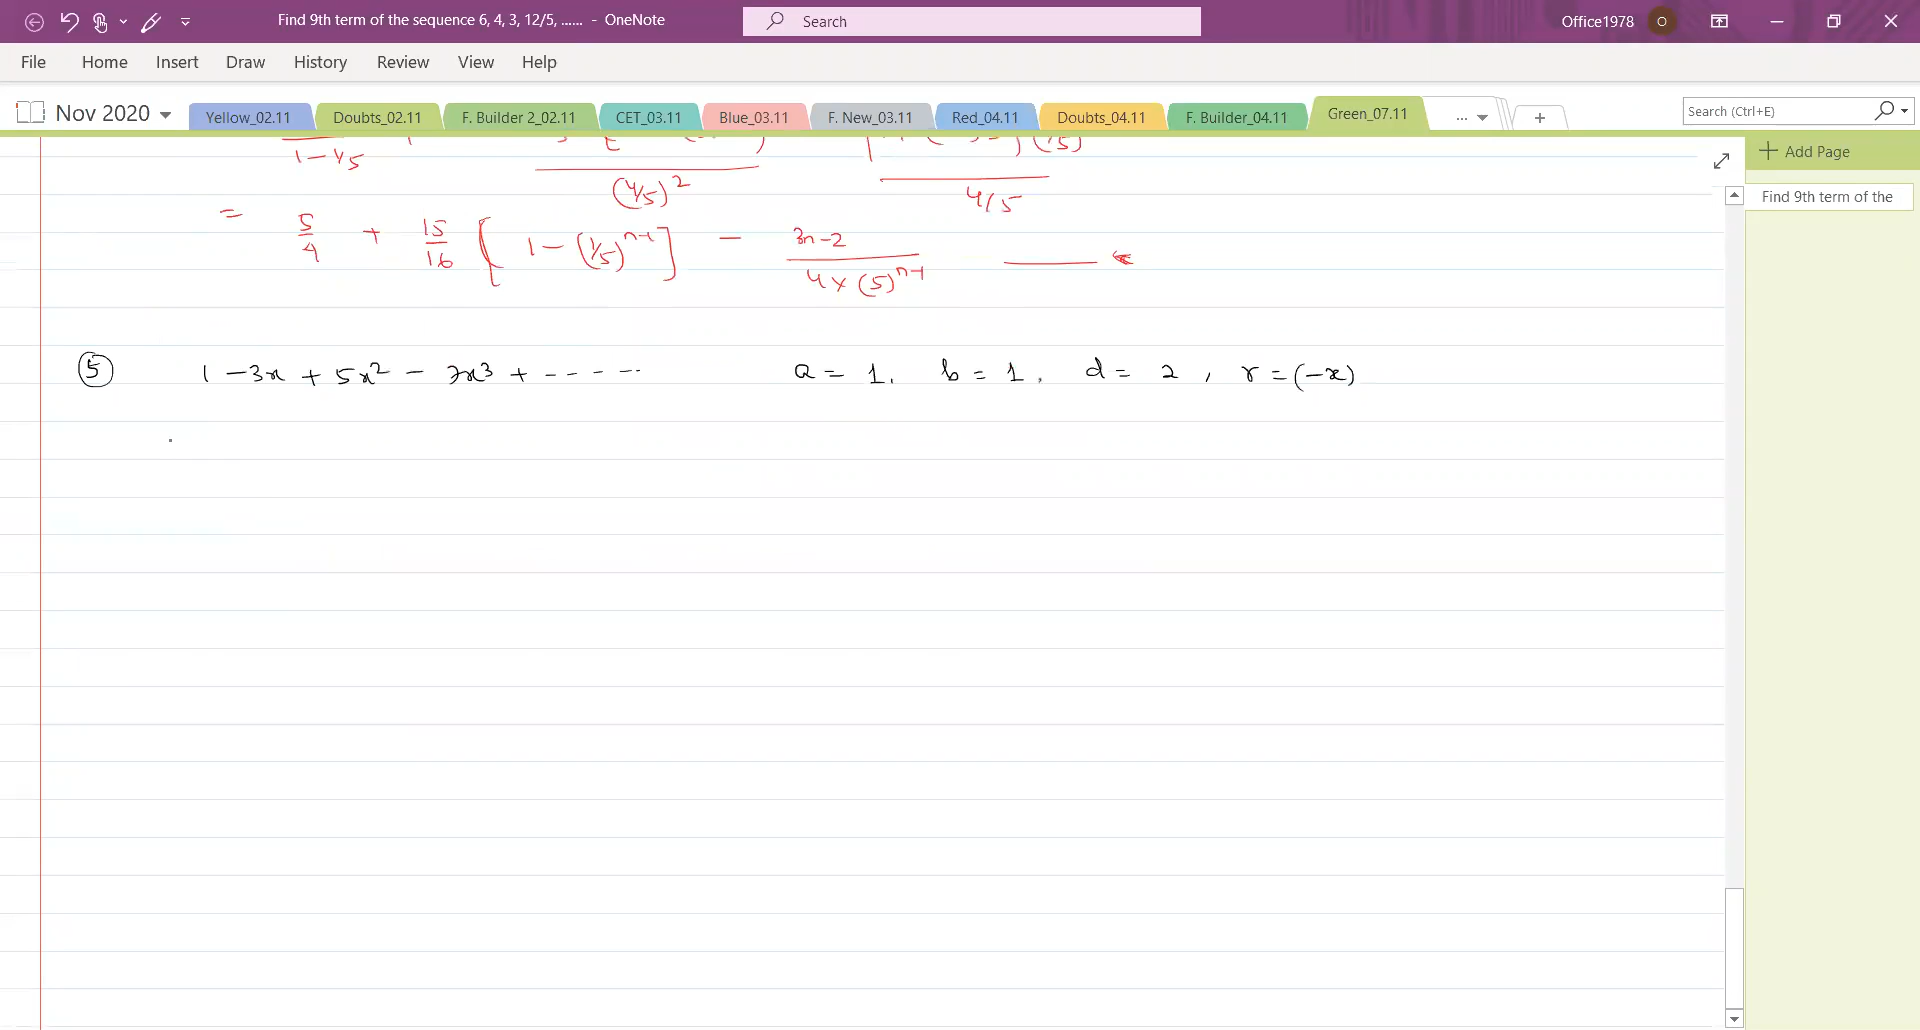 Find 9th term of the sequence 6, 4, 3, 12/5, ...... - OneNote
Search
Office1978 O
File Home Insert Draw History Review View Help
Nov 2020 Yellow_02.11 Doubts_02.11 F. Builder 2_02.11 CET_03.11 Blue_03.11 F. New_03.11 Red_04.11 Doubts_04.11 F. Builder_04.11 Green_07.11 ... +
Search (Ctrl+E)
Add Page
Find 9th term of the
1 - 1/5 (4/5)^2 4/5
= 5/4 + 15/16 [ 1 - (1/5)^{n-1} ] - (3n-2)/(4×(5)^{n-1})
⑤ 1 - 3x + 5x² - 7x³ + ----- a = 1, b = 1, d = 2, r = (-x)